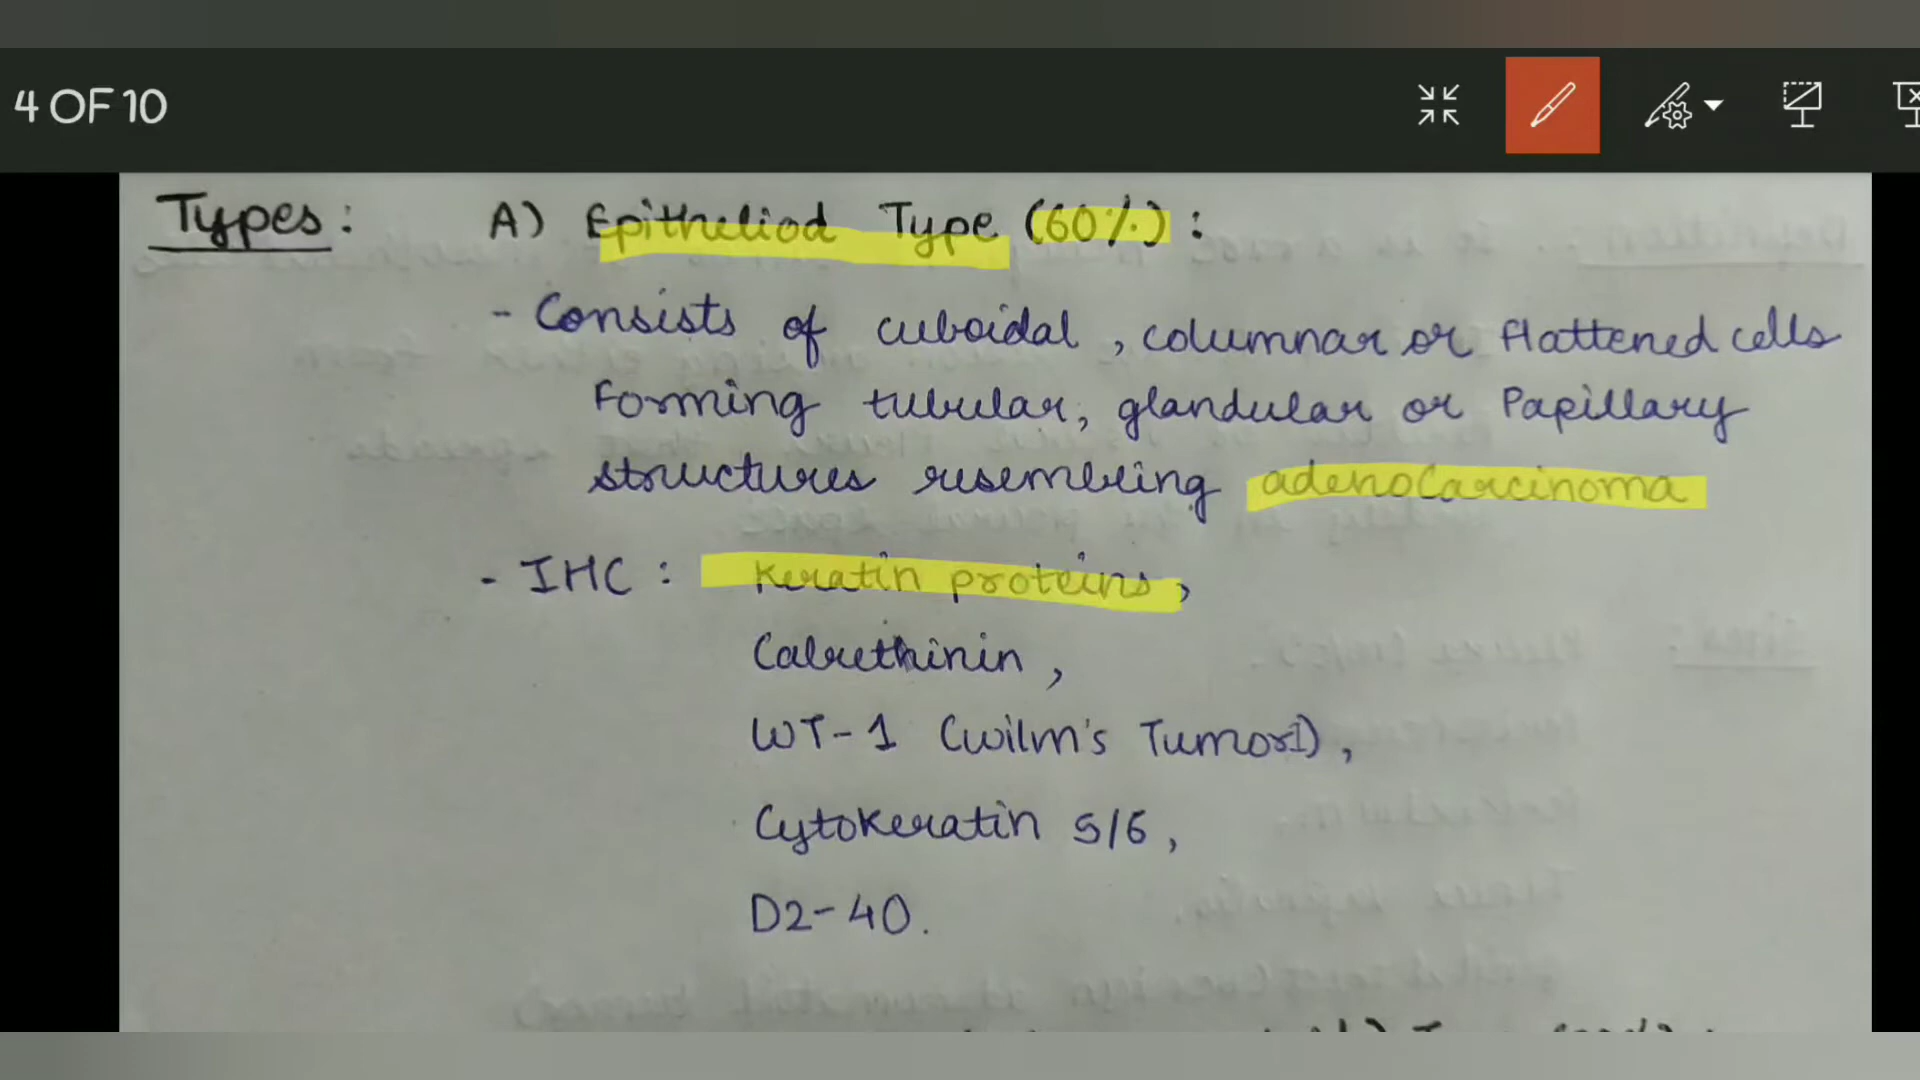 4 OF 10
Types: A) Epitheliod Type (60%):
- Consists of cuboidal, columnar or flattened cells
forming tubular, glandular or Papillary
structures resembling adenocarcinoma
- IHC: Keratin proteins,
Calrethinin,
WT-1 (wilm's Tumor1),
Cytokeratin 5/6,
D2-40.